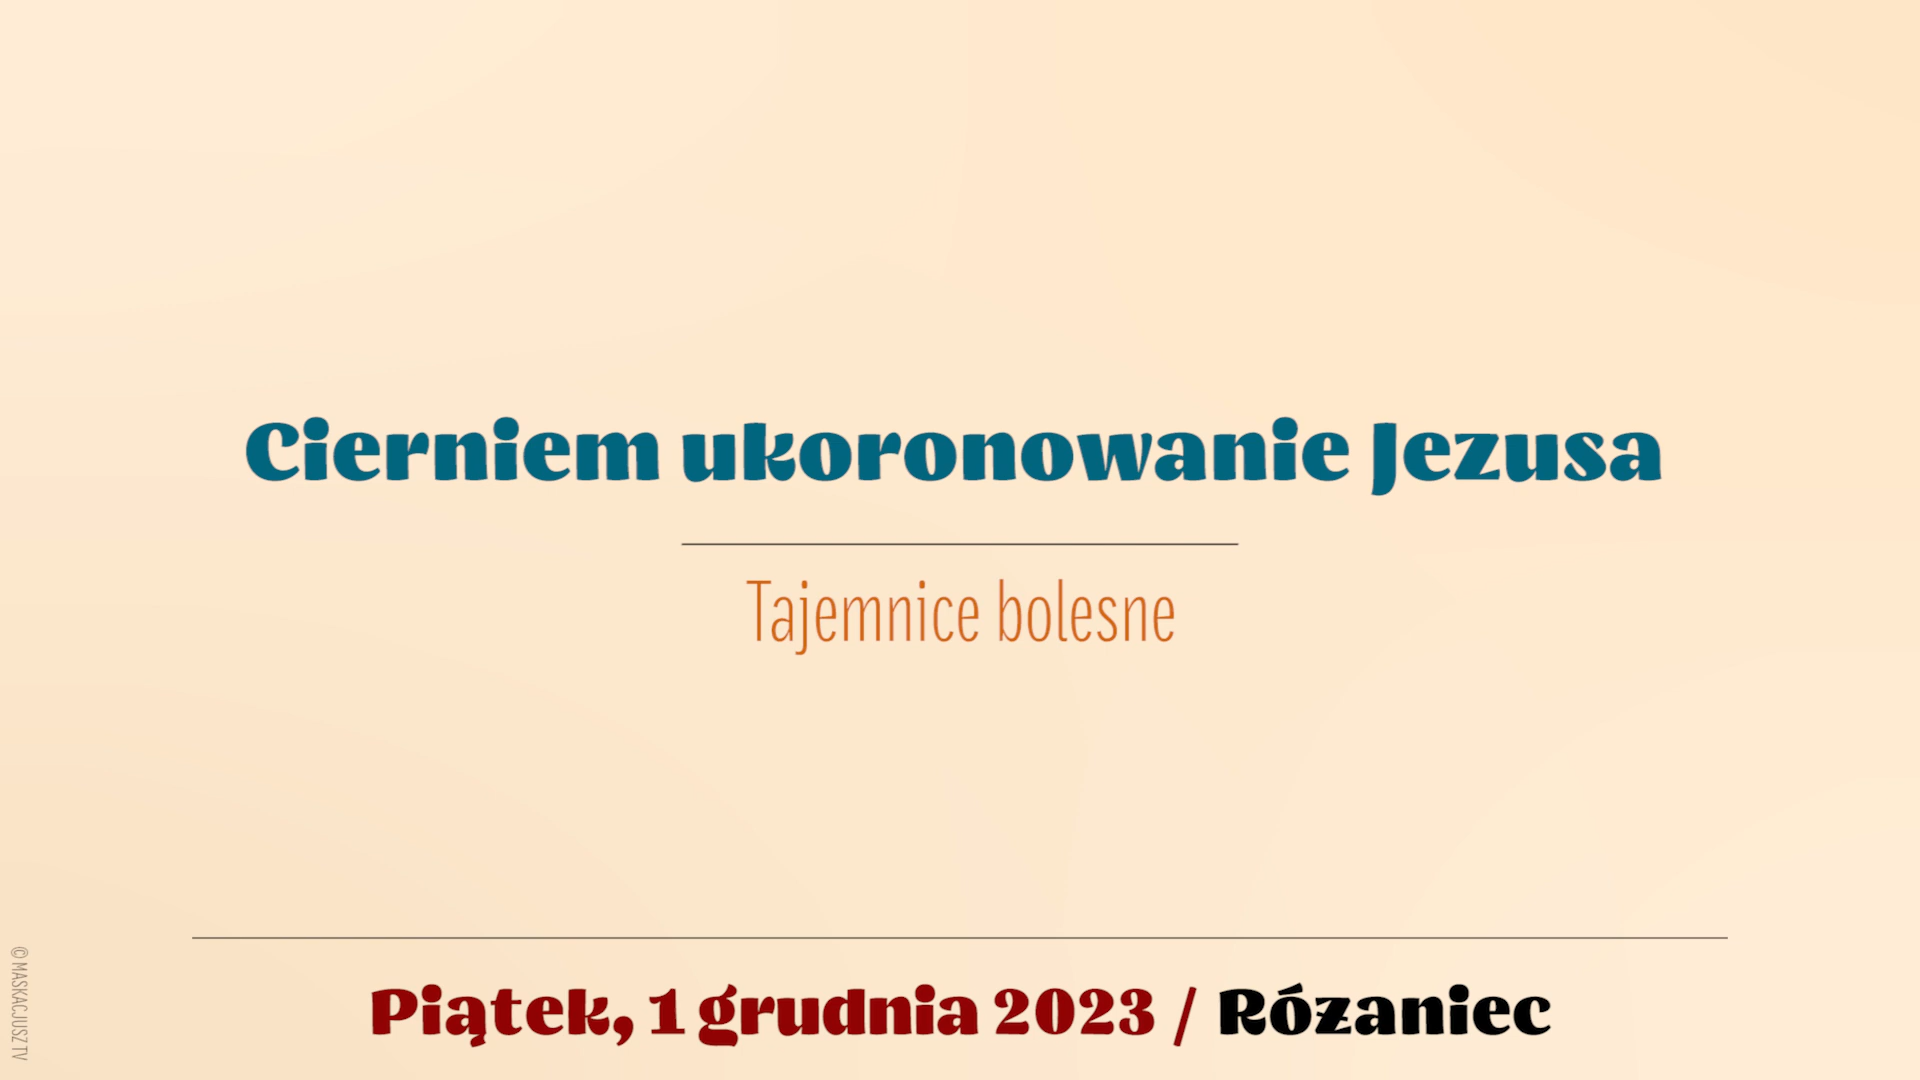 Cierniem ukoronowanie Jezusa
Tajemnice bolesne
Piątek, 1 grudnia 2023 / Różaniec
© MASKACJUSZ TV